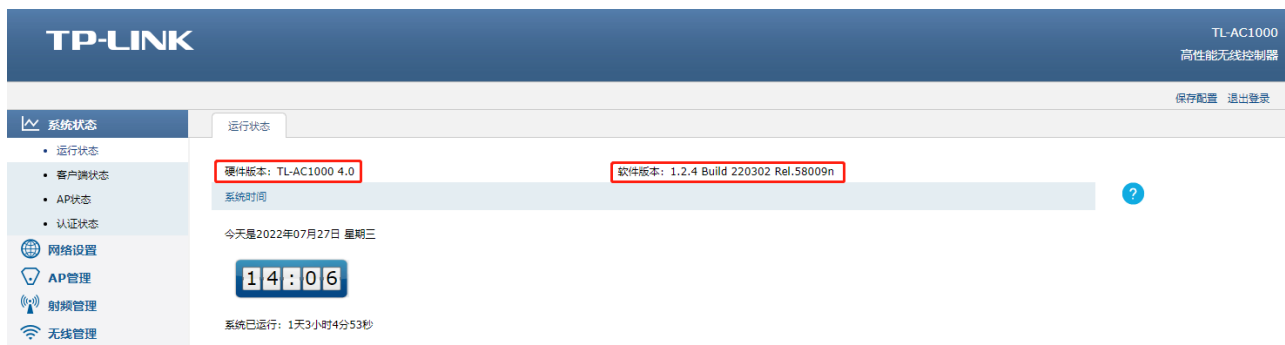 TP-LINK
TL-AC1000
高性能无线控制器
保存配置 退出登录
系统状态
运行状态
• 运行状态
• 客户端状态
• AP状态
• 认证状态
网络设置
AP管理
射频管理
无线管理
硬件版本：TL-AC1000 4.0
软件版本：1.2.4 Build 220302 Rel.58009n
系统时间
?
今天是2022年07月27日 星期三
14:06
系统已运行：1天3小时4分53秒